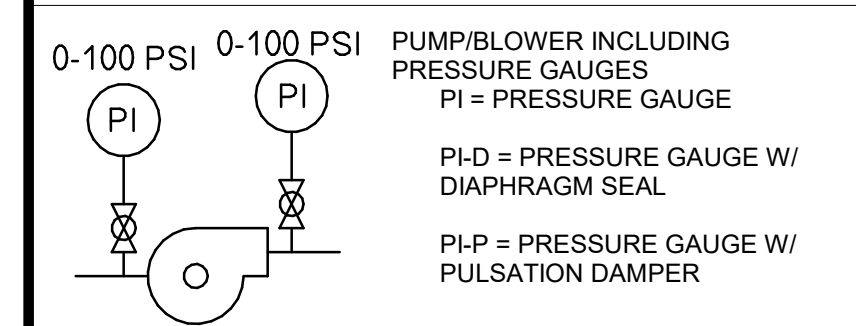 0-100 PSI
0-100 PSI
PI
PI
PUMP/BLOWER INCLUDING
PRESSURE GAUGES
PI = PRESSURE GAUGE
PI-D = PRESSURE GAUGE W/
DIAPHRAGM SEAL
PI-P = PRESSURE GAUGE W/
PULSATION DAMPER